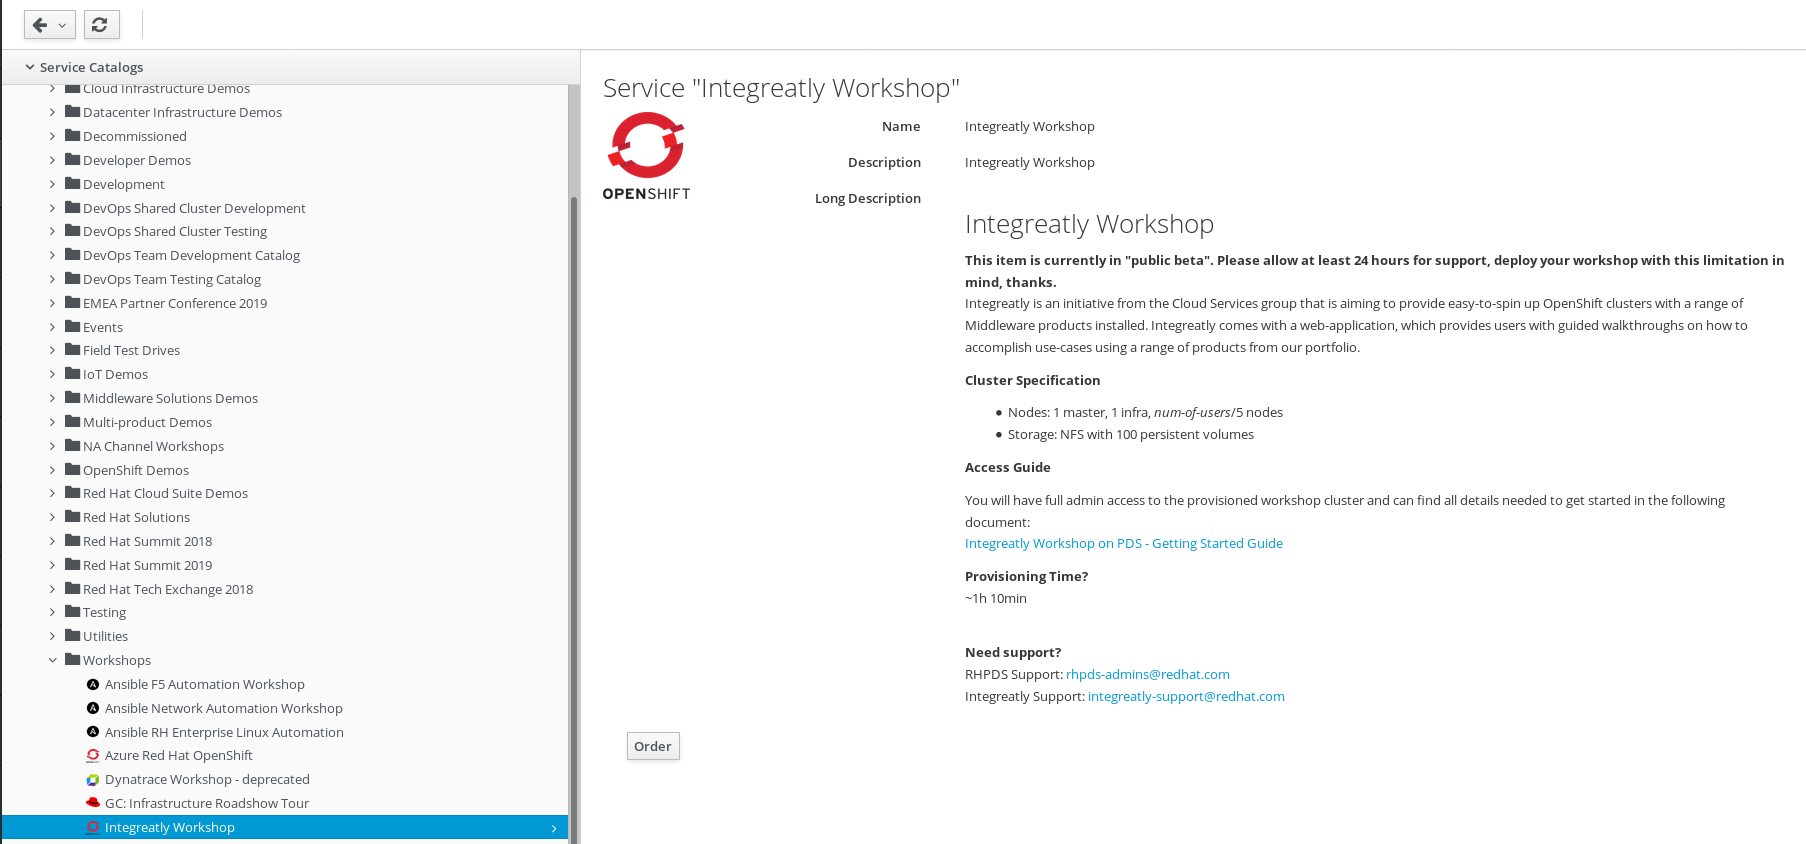 Service Catalogs
Cloud Infrastructure Demos
Datacenter Infrastructure Demos
Decommissioned
Developer Demos
Development
DevOps Shared Cluster Development
DevOps Shared Cluster Testing
DevOps Team Development Catalog
DevOps Team Testing Catalog
EMEA Partner Conference 2019
Events
Field Test Drives
IoT Demos
Middleware Solutions Demos
Multi-product Demos
NA Channel Workshops
OpenShift Demos
Red Hat Cloud Suite Demos
Red Hat Solutions
Red Hat Summit 2018
Red Hat Summit 2019
Red Hat Tech Exchange 2018
Testing
Utilities
Workshops
Ansible F5 Automation Workshop
Ansible Network Automation Workshop
Ansible RH Enterprise Linux Automation
Azure Red Hat OpenShift
Dynatrace Workshop - deprecated
GC: Infrastructure Roadshow Tour
Integreatly Workshop
Service "Integreatly Workshop"
OPENSHIFT
Name Integreatly Workshop
Description Integreatly Workshop
Long Description
Integreatly Workshop
This item is currently in "public beta". Please allow at least 24 hours for support, deploy your workshop with this limitation in
mind, thanks.
Integreatly is an initiative from the Cloud Services group that is aiming to provide easy-to-spin up OpenShift clusters with a range of
Middleware products installed. Integreatly comes with a web-application, which provides users with guided walkthroughs on how to
accomplish use-cases using a range of products from our portfolio.
Cluster Specification
● Nodes: 1 master, 1 infra, num-of-users/5 nodes
● Storage: NFS with 100 persistent volumes
Access Guide
You will have full admin access to the provisioned workshop cluster and can find all details needed to get started in the following
document:
Integreatly Workshop on PDS - Getting Started Guide
Provisioning Time?
~1h 10min
Need support?
RHPDS Support: rhpds-admins@redhat.com
Integreatly Support: integreatly-support@redhat.com
Order